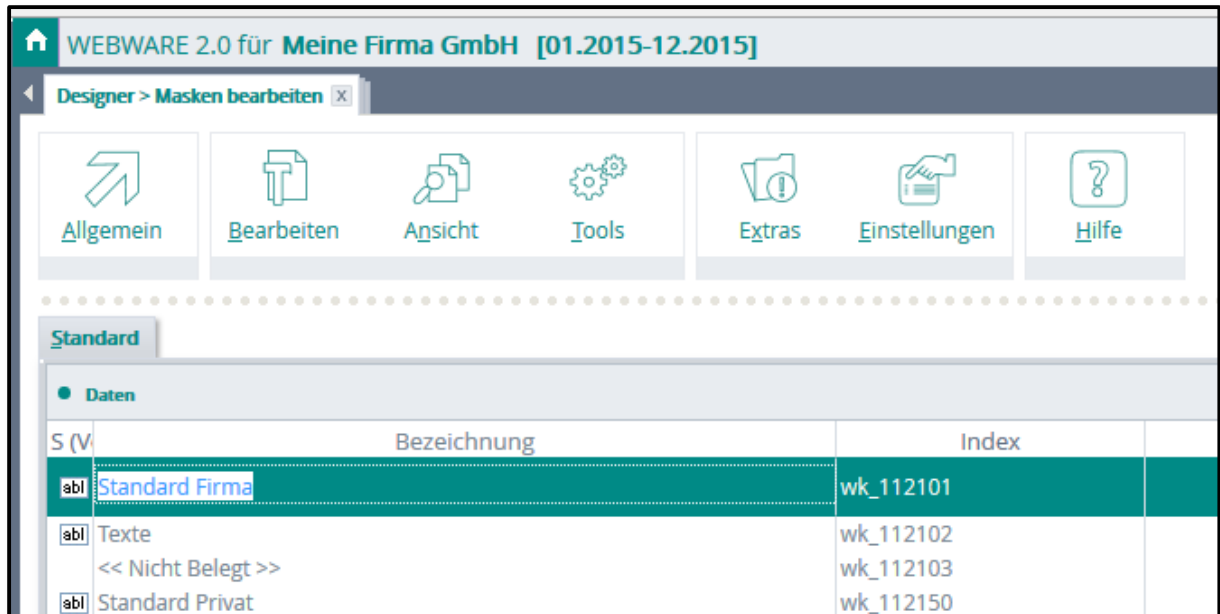 WEBWARE 2.0 für Meine Firma GmbH [01.2015-12.2015]
Designer > Masken bearbeiten x
Allgemein Bearbeiten Ansicht Tools Extras Einstellungen Hilfe
Standard
Daten
S (V Bezeichnung Index
abl Standard Firma wk_112101
abl Texte wk_112102
<< Nicht Belegt >> wk_112103
abl Standard Privat wk_112150